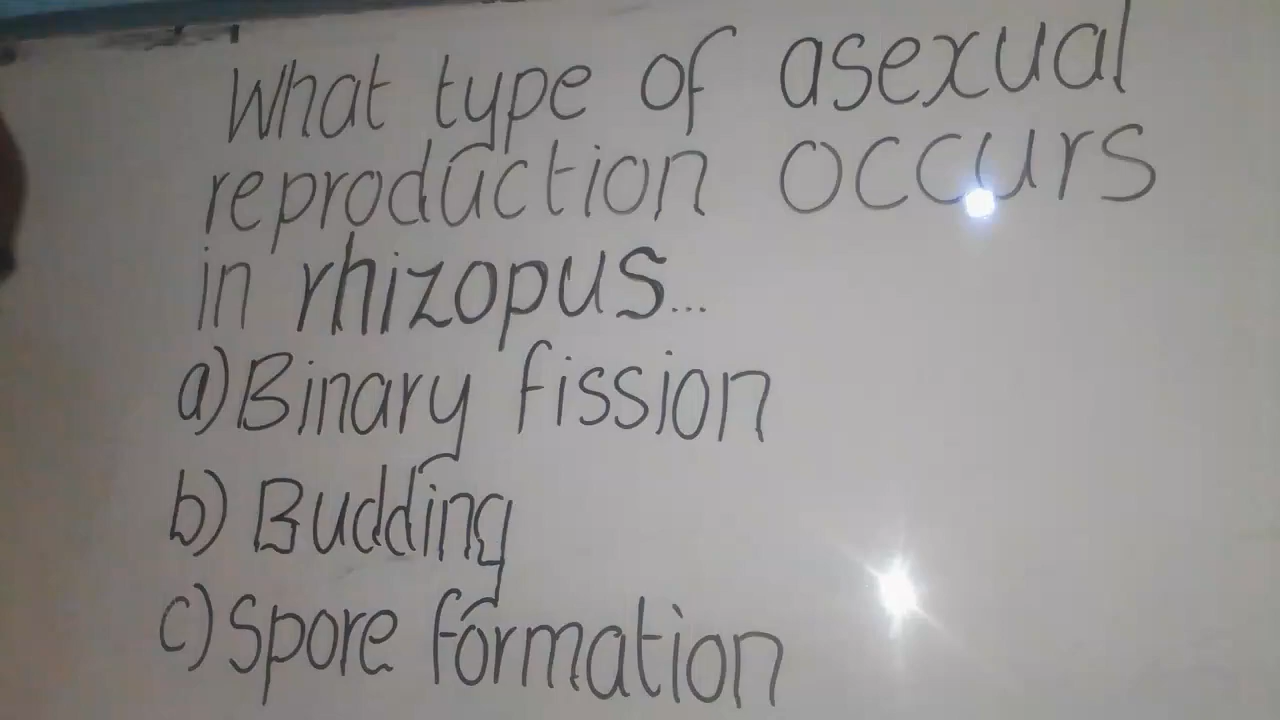 What type of asexual
reproduction occurs
in rhizopus...
a) Binary fission
b) Budding
c) Spore formation